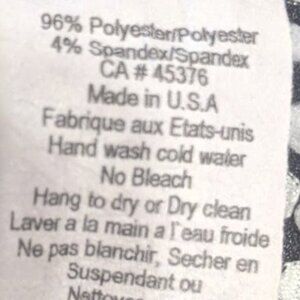 96% Polyester/Polyester
4% Spandex/Spandex
CA # 45376
Made in U.S.A
Fabrique aux Etats-unis
Hand wash cold water
No Bleach
Hang to dry or Dry clean
Laver a la main a l'eau froide
Ne pas blanchir, Secher en
Suspendant ou